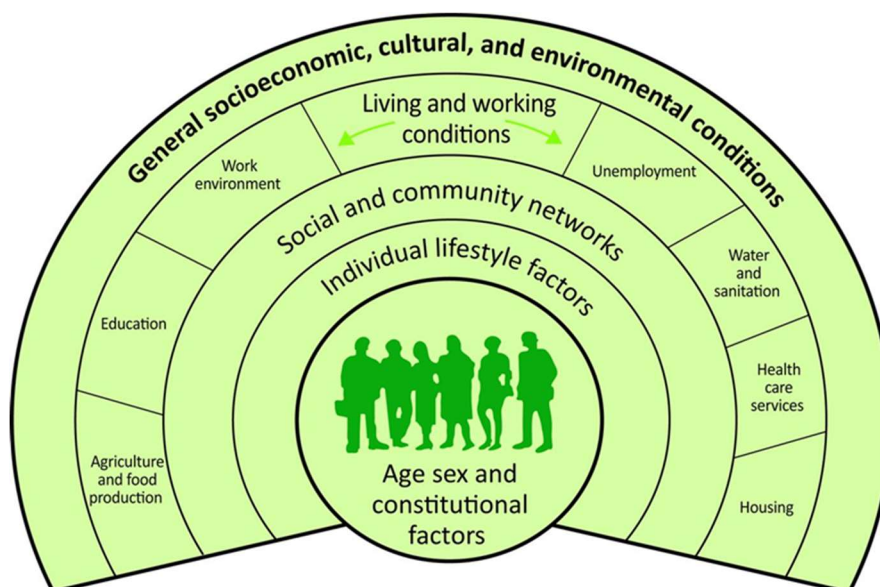 General socioeconomic, cultural, and environmental conditions
Living and working
conditions
Work
environment
Unemployment
Social and community networks
Water
and
sanitation
Individual lifestyle factors
Education
Health
care
services
Agriculture
and food
production
Housing
Age sex and
constitutional
factors